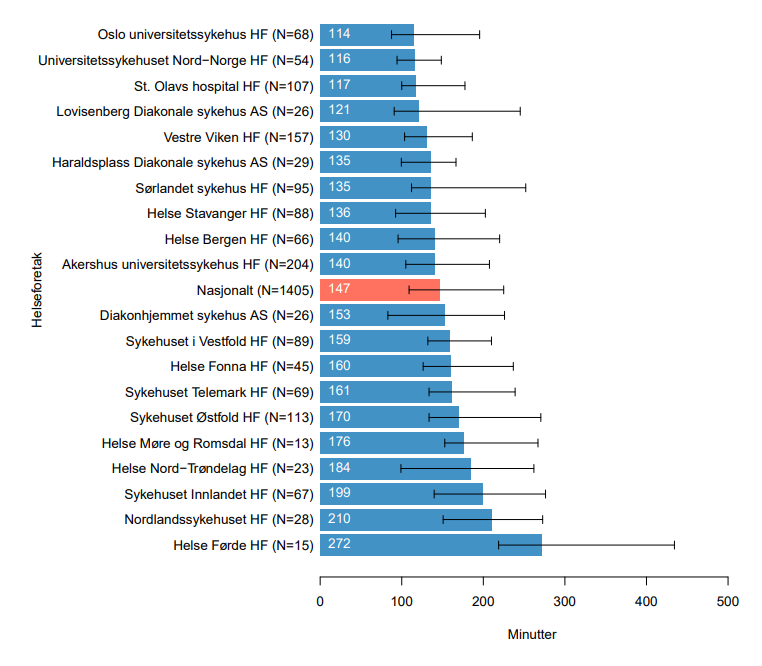 Oslo universitetssykehus HF (N=68) 114
Universitetssykehuset Nord−Norge HF (N=54) 116
St. Olavs hospital HF (N=107) 117
Lovisenberg Diakonale sykehus AS (N=26) 121
Vestre Viken HF (N=157) 130
Haraldsplass Diakonale sykehus AS (N=29) 135
Sørlandet sykehus HF (N=95) 135
Helse Stavanger HF (N=88) 136
Helse Bergen HF (N=66) 140
Akershus universitetssykehus HF (N=204) 140
Nasjonalt (N=1405) 147
Diakonhjemmet sykehus AS (N=26) 153
Sykehuset i Vestfold HF (N=89) 159
Helse Fonna HF (N=45) 160
Sykehuset Telemark HF (N=69) 161
Sykehuset Østfold HF (N=113) 170
Helse Møre og Romsdal HF (N=13) 176
Helse Nord−Trøndelag HF (N=23) 184
Sykehuset Innlandet HF (N=67) 199
Nordlandssykehuset HF (N=28) 210
Helse Førde HF (N=15) 272
Helseforetak
0 100 200 300 400 500
Minutter